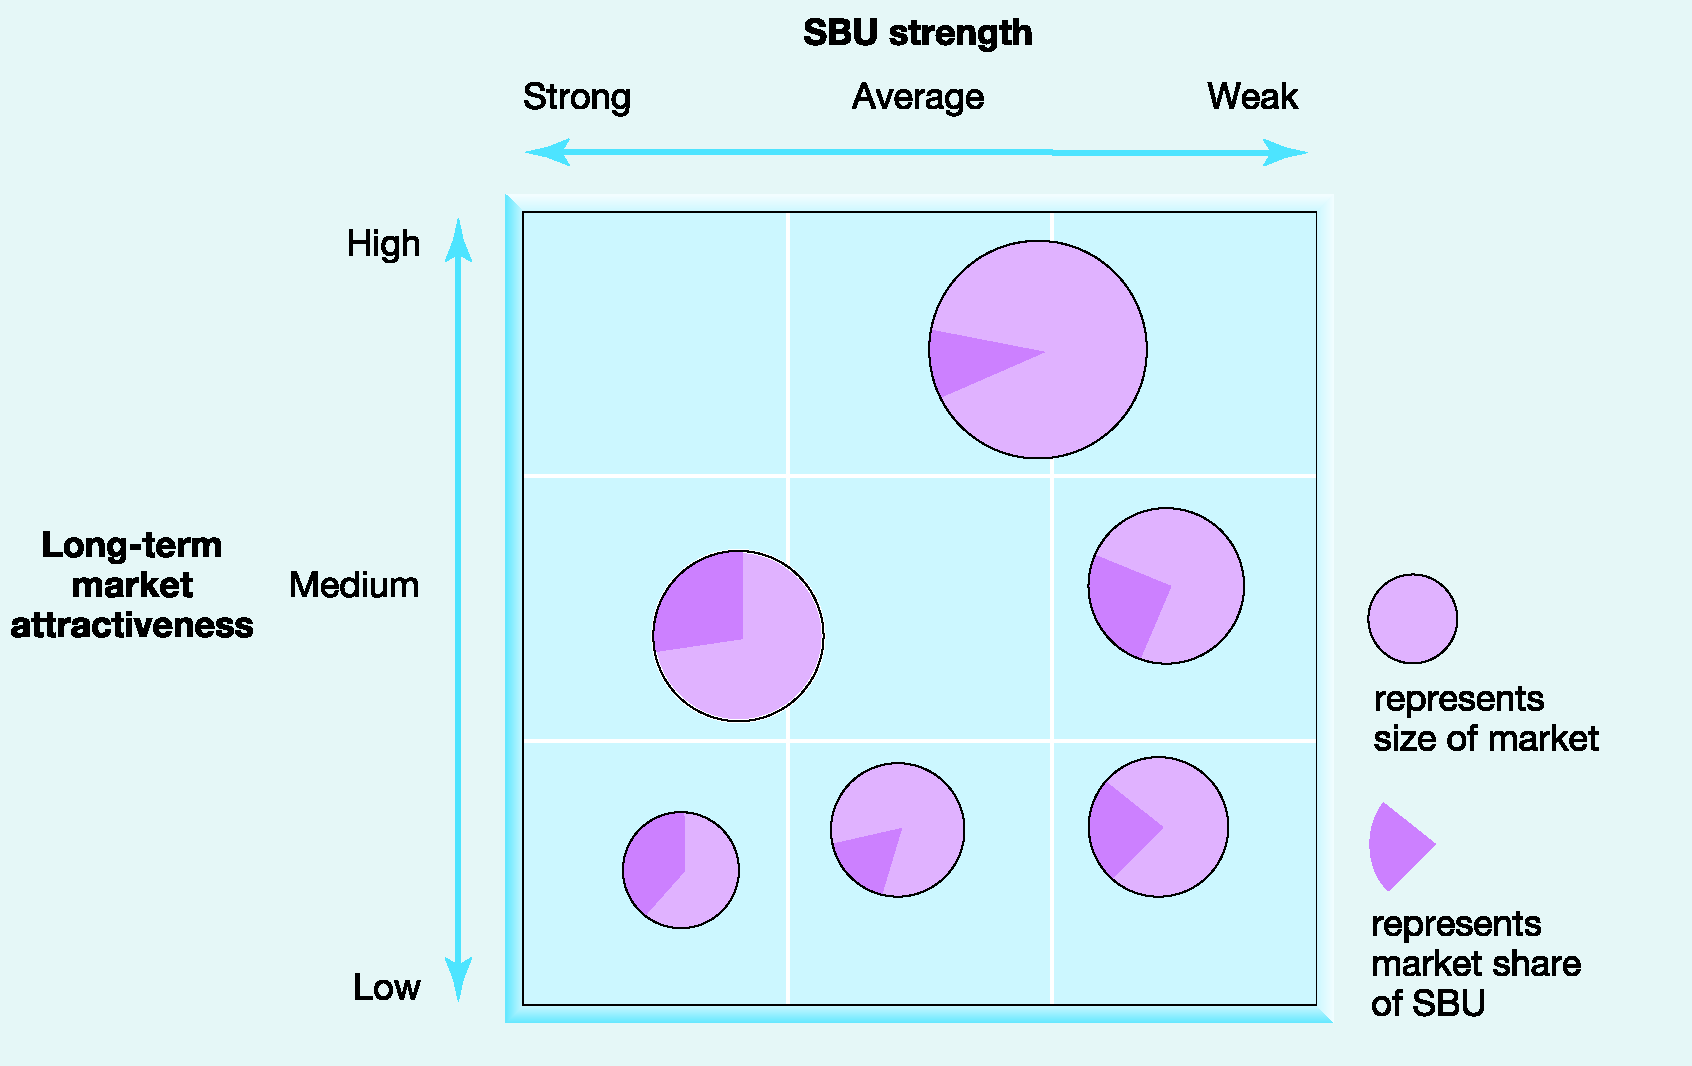 SBU strength
Strong
Average
Weak
High
Long-term
market
attractiveness
Medium
Low
represents
size of market
represents
market share
of SBU